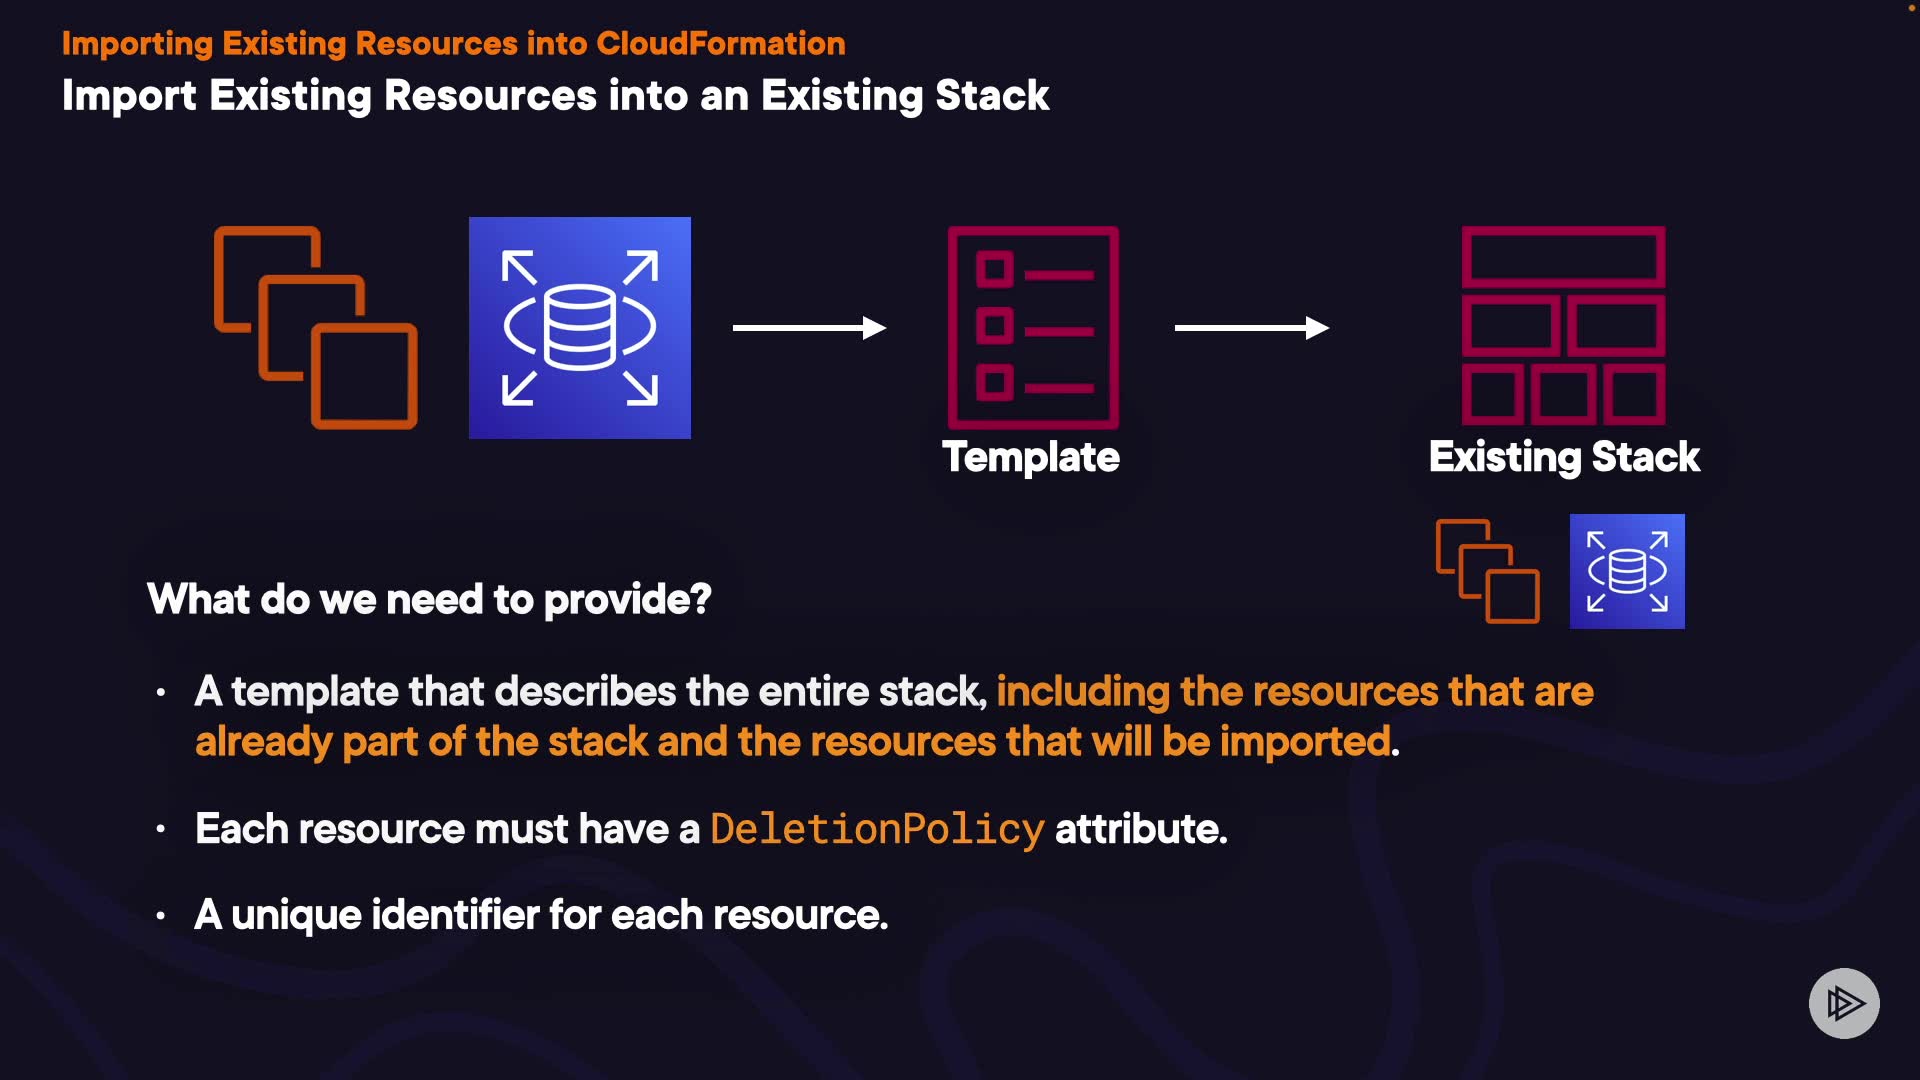 Importing Existing Resources into CloudFormation
Import Existing Resources into an Existing Stack
Template
Existing Stack
What do we need to provide?
• A template that describes the entire stack, including the resources that are
already part of the stack and the resources that will be imported.
• Each resource must have a DeletionPolicy attribute.
• A unique identifier for each resource.